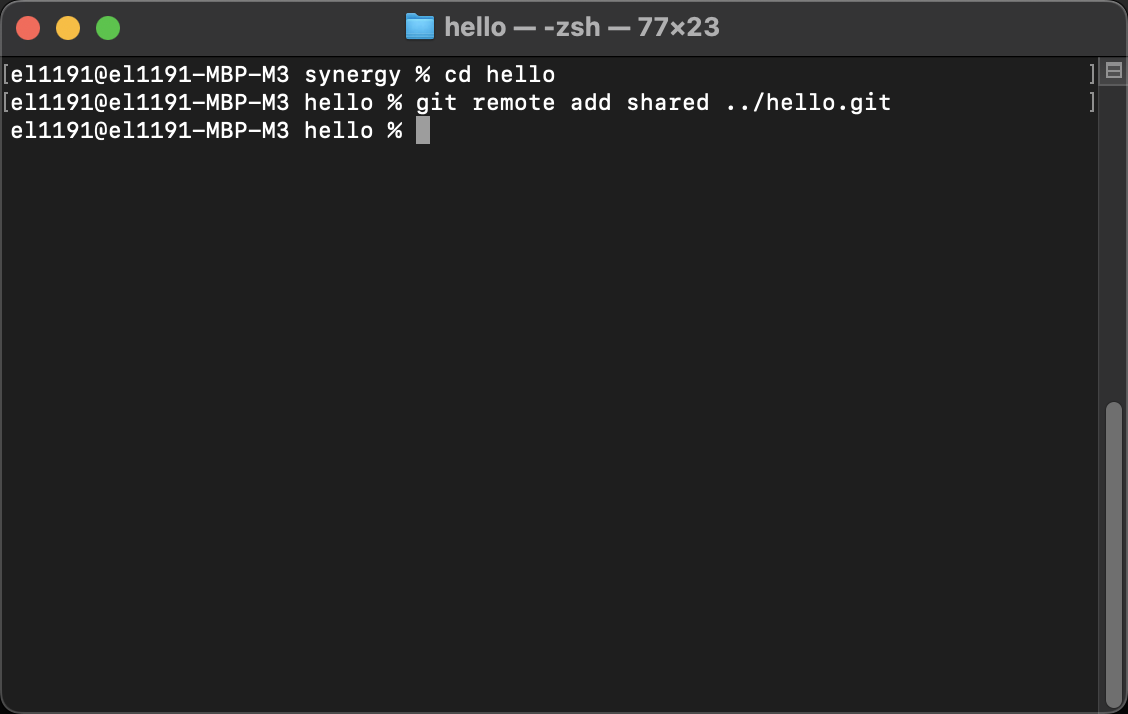 hello — -zsh — 77×23
[el1191@el1191-MBP-M3 synergy % cd hello ]
[el1191@el1191-MBP-M3 hello % git remote add shared ../hello.git ]
el1191@el1191-MBP-M3 hello %